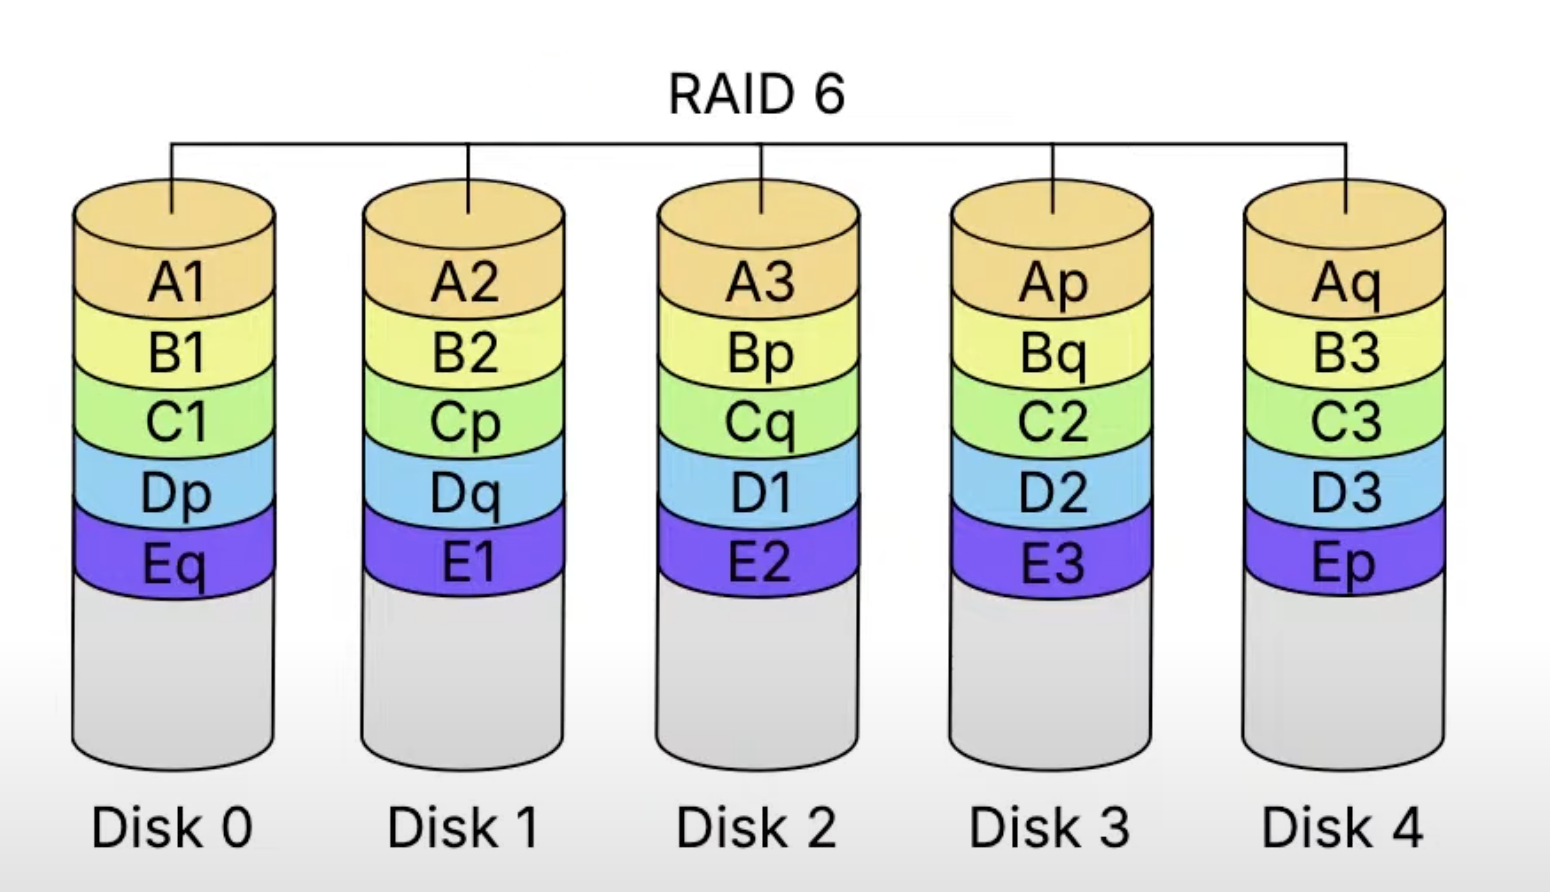 RAID 6
A1 A2 A3 Ap Aq
B1 B2 Bp Bq B3
C1 Cp Cq C2 C3
Dp Dq D1 D2 D3
Eq E1 E2 E3 Ep
Disk 0 Disk 1 Disk 2 Disk 3 Disk 4